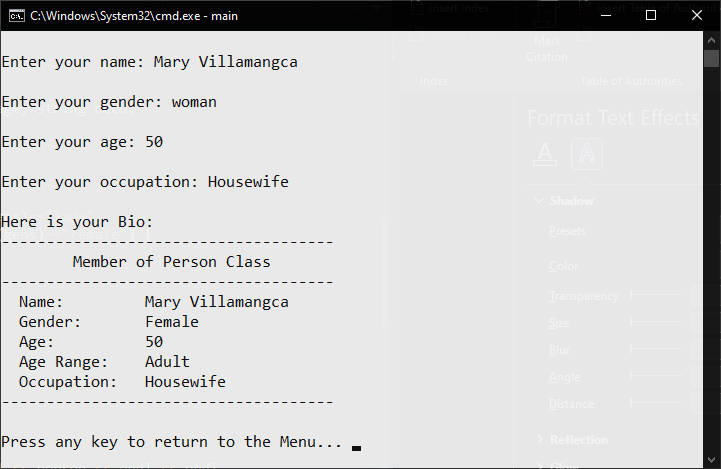 C:\Windows\System32\cmd.exe - main
Insert Index
Insert Table of
Mark
Citation
Index
Table of Authorities
Enter your name: Mary Villamangca
Enter your gender: woman
Enter your age: 50
Enter your occupation: Housewife
Here is your Bio:
-------------------------------------
Member of Person Class
-------------------------------------
Name: Mary Villamangca
Gender: Female
Age: 50
Age Range: Adult
Occupation: Housewife
-------------------------------------
Press any key to return to the Menu...
Format Text Effects
Shadow
Presets
Color
Transparency
Size
Blur
Angle
Distance
Reflection
Glow